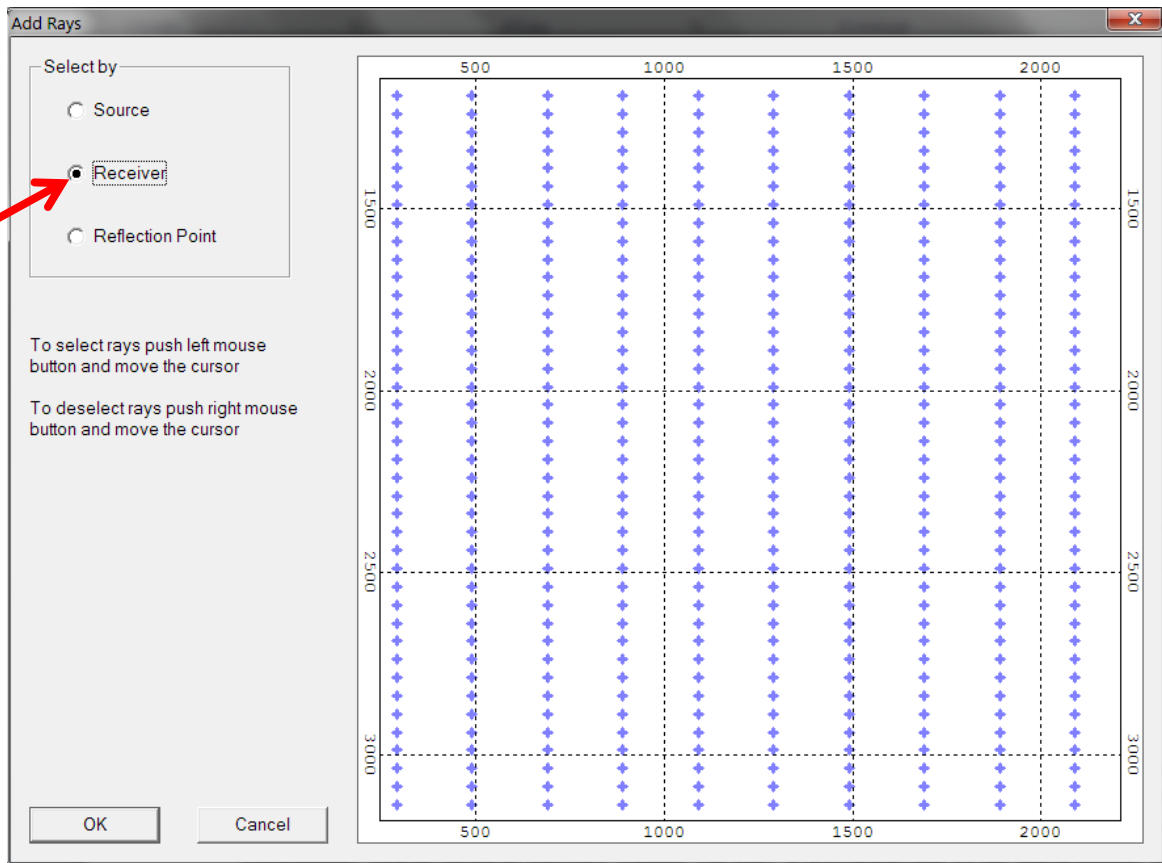 Add Rays
Select by
Source
Receiver
Reflection Point
To select rays push left mouse
button and move the cursor
To deselect rays push right mouse
button and move the cursor
OK
Cancel
500 1000 1500 2000
1500
2000
2500
3000
1500
2000
2500
3000
500 1000 1500 2000